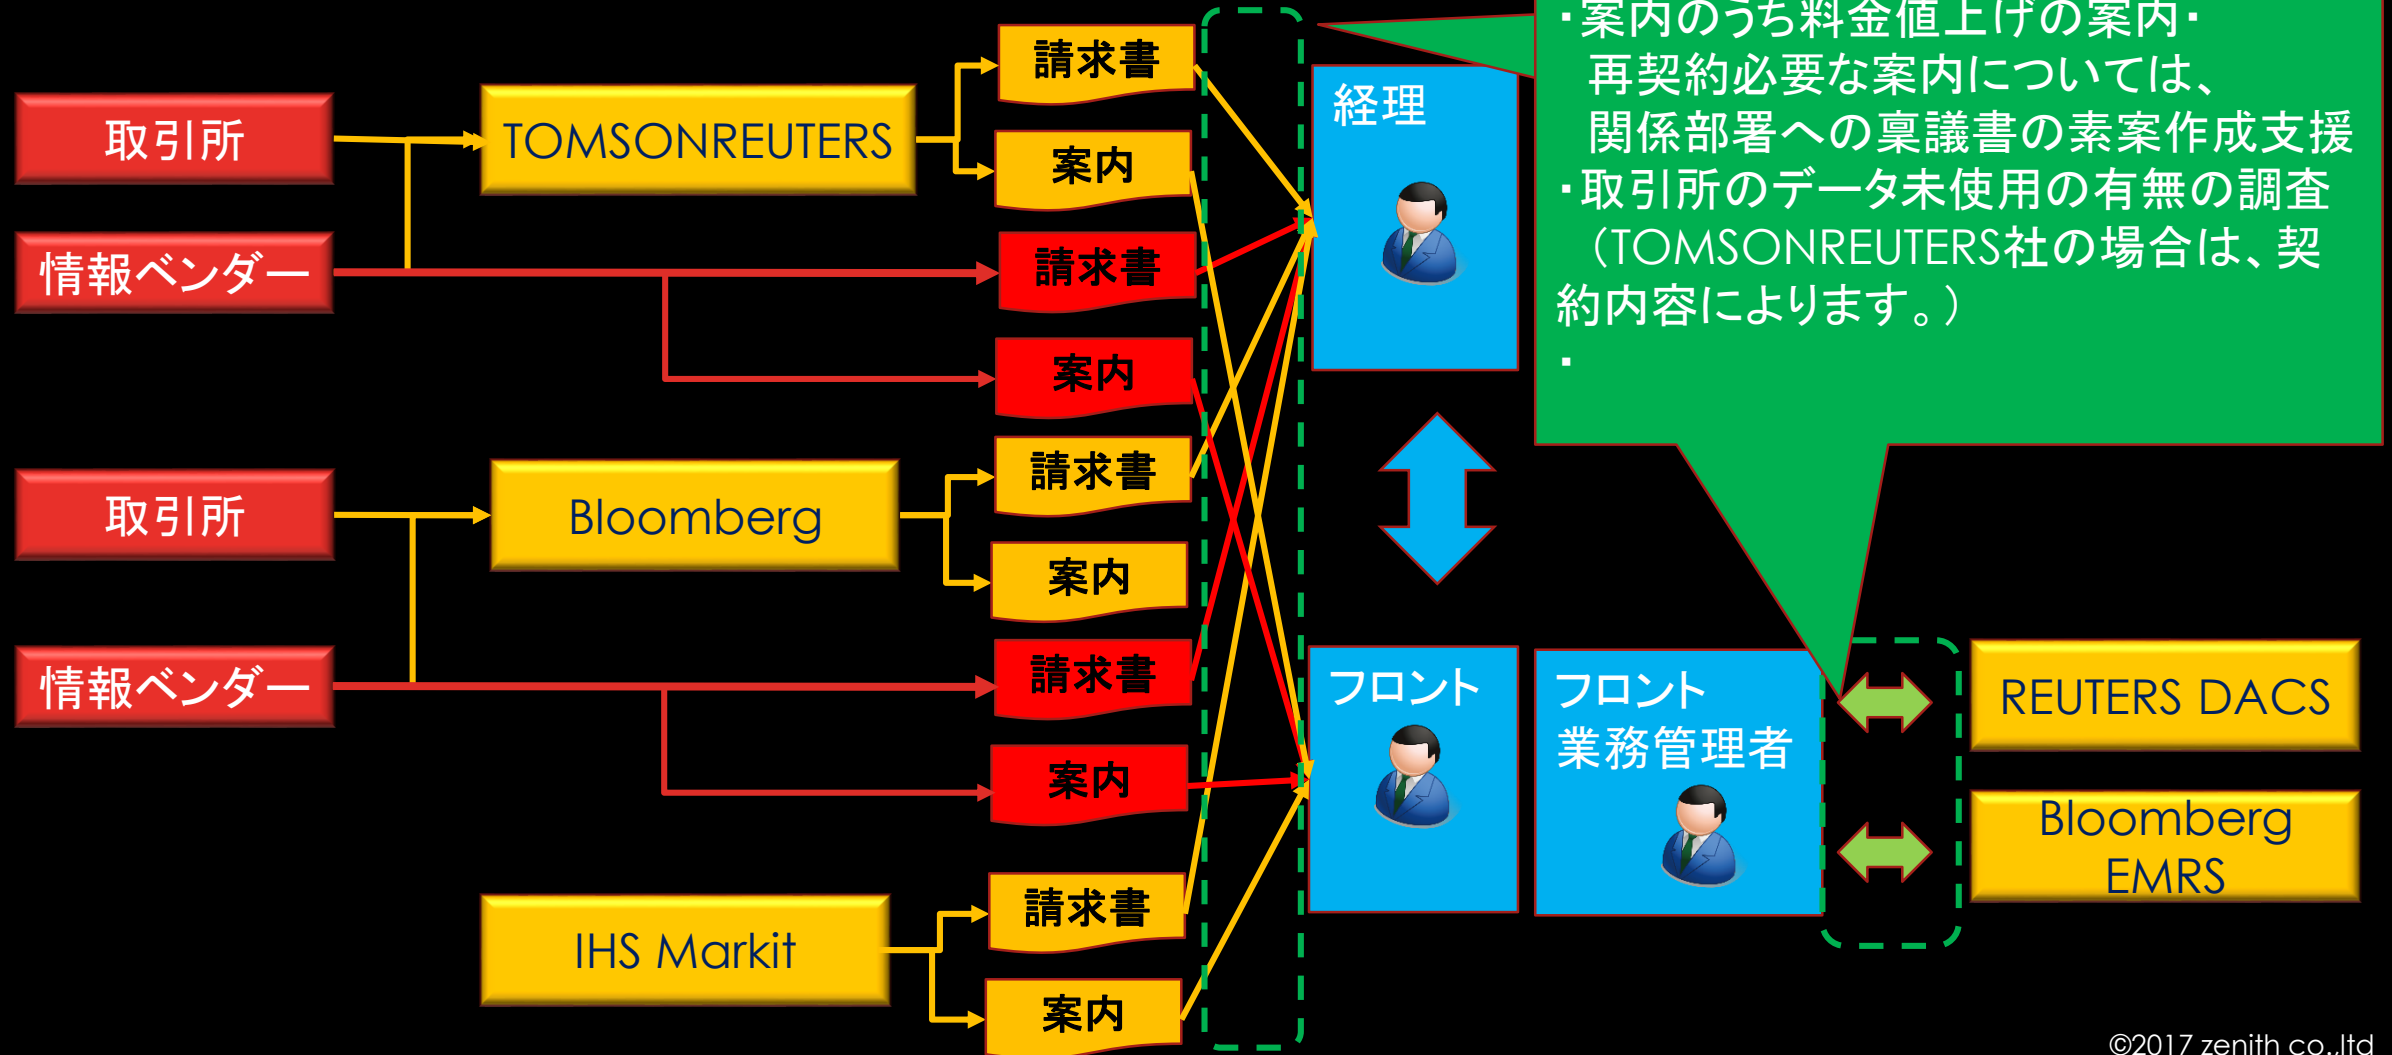 取引所
情報ベンダー
取引所
情報ベンダー
TOMSONREUTERS
Bloomberg
IHS Markit
請求書
案内
請求書
案内
請求書
案内
請求書
案内
請求書
案内
経理
フロント
フロント
業務管理者
・案内のうち料金値上げの案内・
再契約必要な案内については、
関係部署への稟議書の素案作成支援
・取引所のデータ未使用の有無の調査
（TOMSONREUTERS社の場合は、契
約内容によります。）
・
REUTERS DACS
Bloomberg
EMRS
©2017 zenith co.,ltd